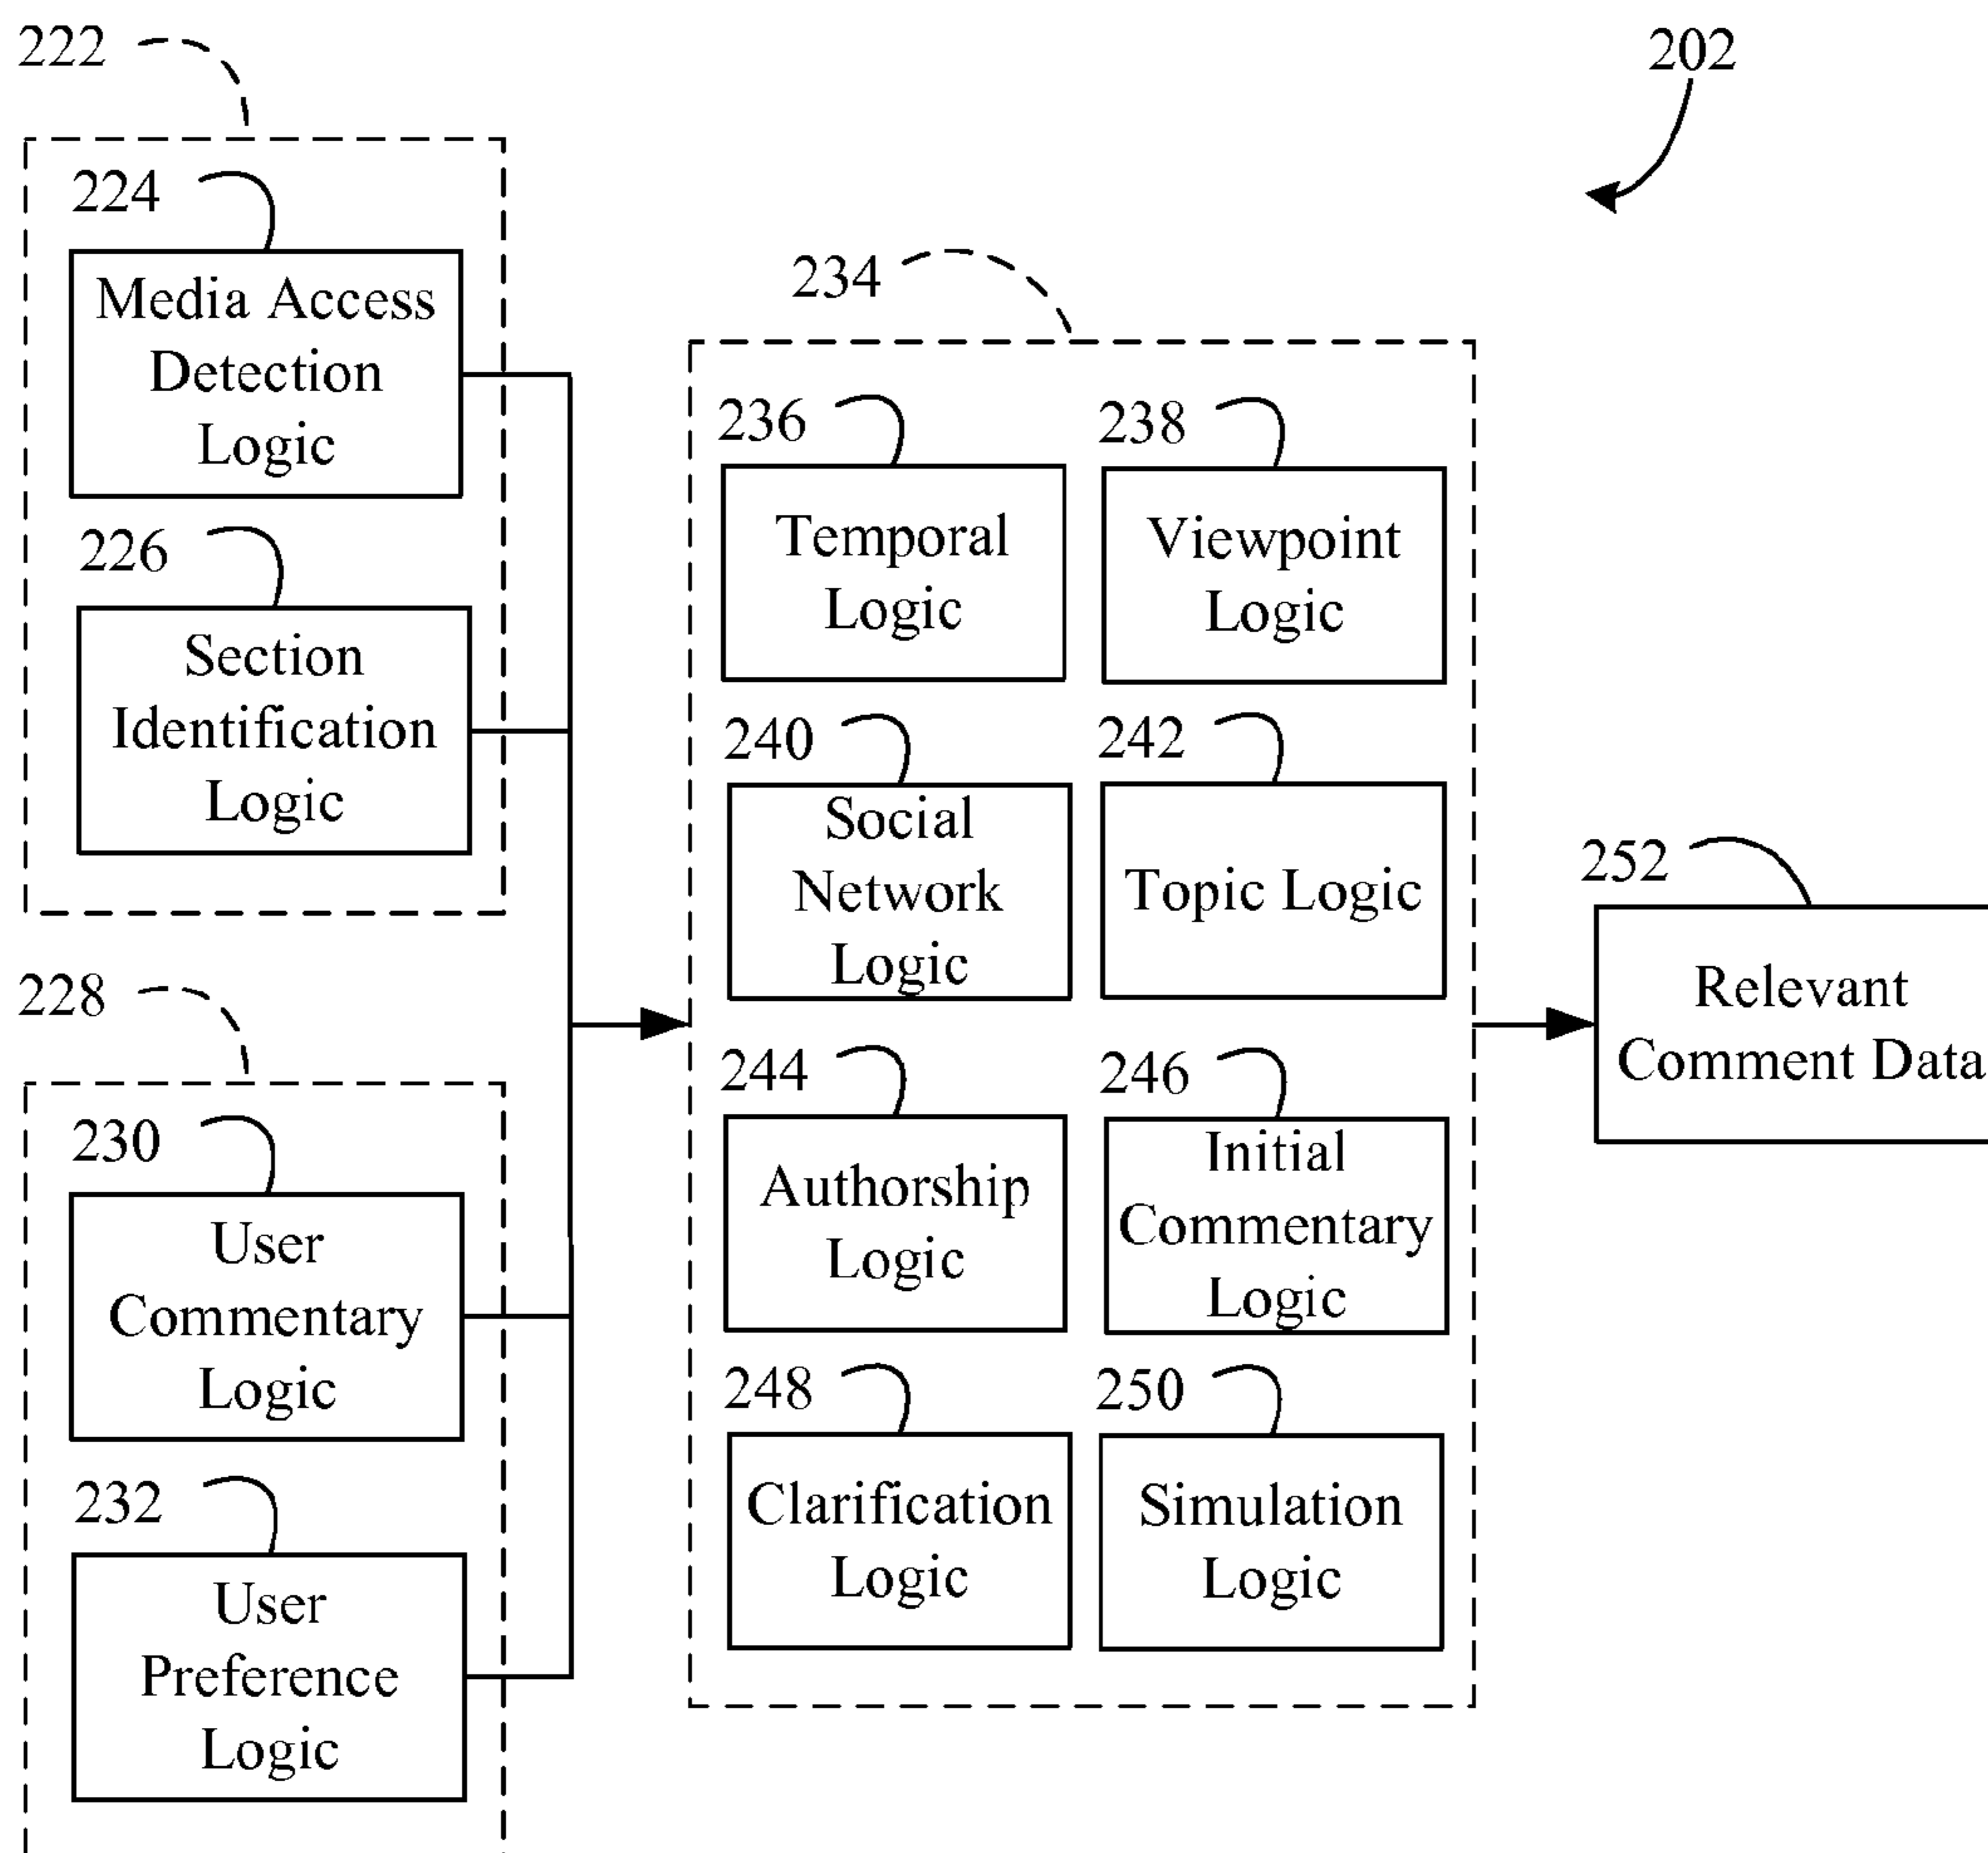 222
202
224
Media Access
Detection
Logic
226
Section
Identification
Logic
228
230
User
Commentary
Logic
232
User
Preference
Logic
234
236
Temporal
Logic
238
Viewpoint
Logic
240
Social
Network
Logic
242
Topic Logic
244
Authorship
Logic
246
Initial
Commentary
Logic
248
Clarification
Logic
250
Simulation
Logic
252
Relevant
Comment Data